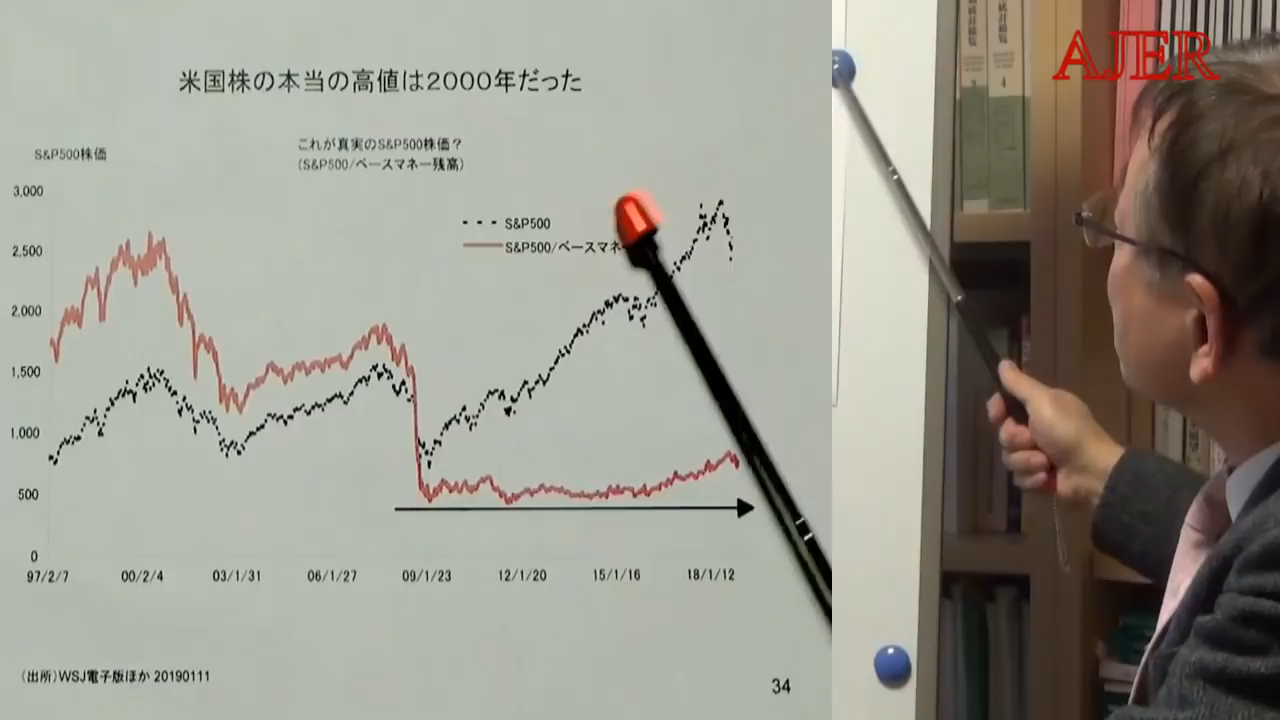 米国株の本当の高値は2000年だった
これが真実のS&P500株価？
S&P500株価
(S&P500/ベースマネー残高)
3,000
S&P500
2,500
S&P500/ベースマネ
2,000
1,500
1,000
500
0
97/2/7 00/2/4 03/1/31 06/1/27 09/1/23 12/1/20 15/1/16 18/1/12
(出所)WSJ電子版ほか 20190111
34
AJER
4